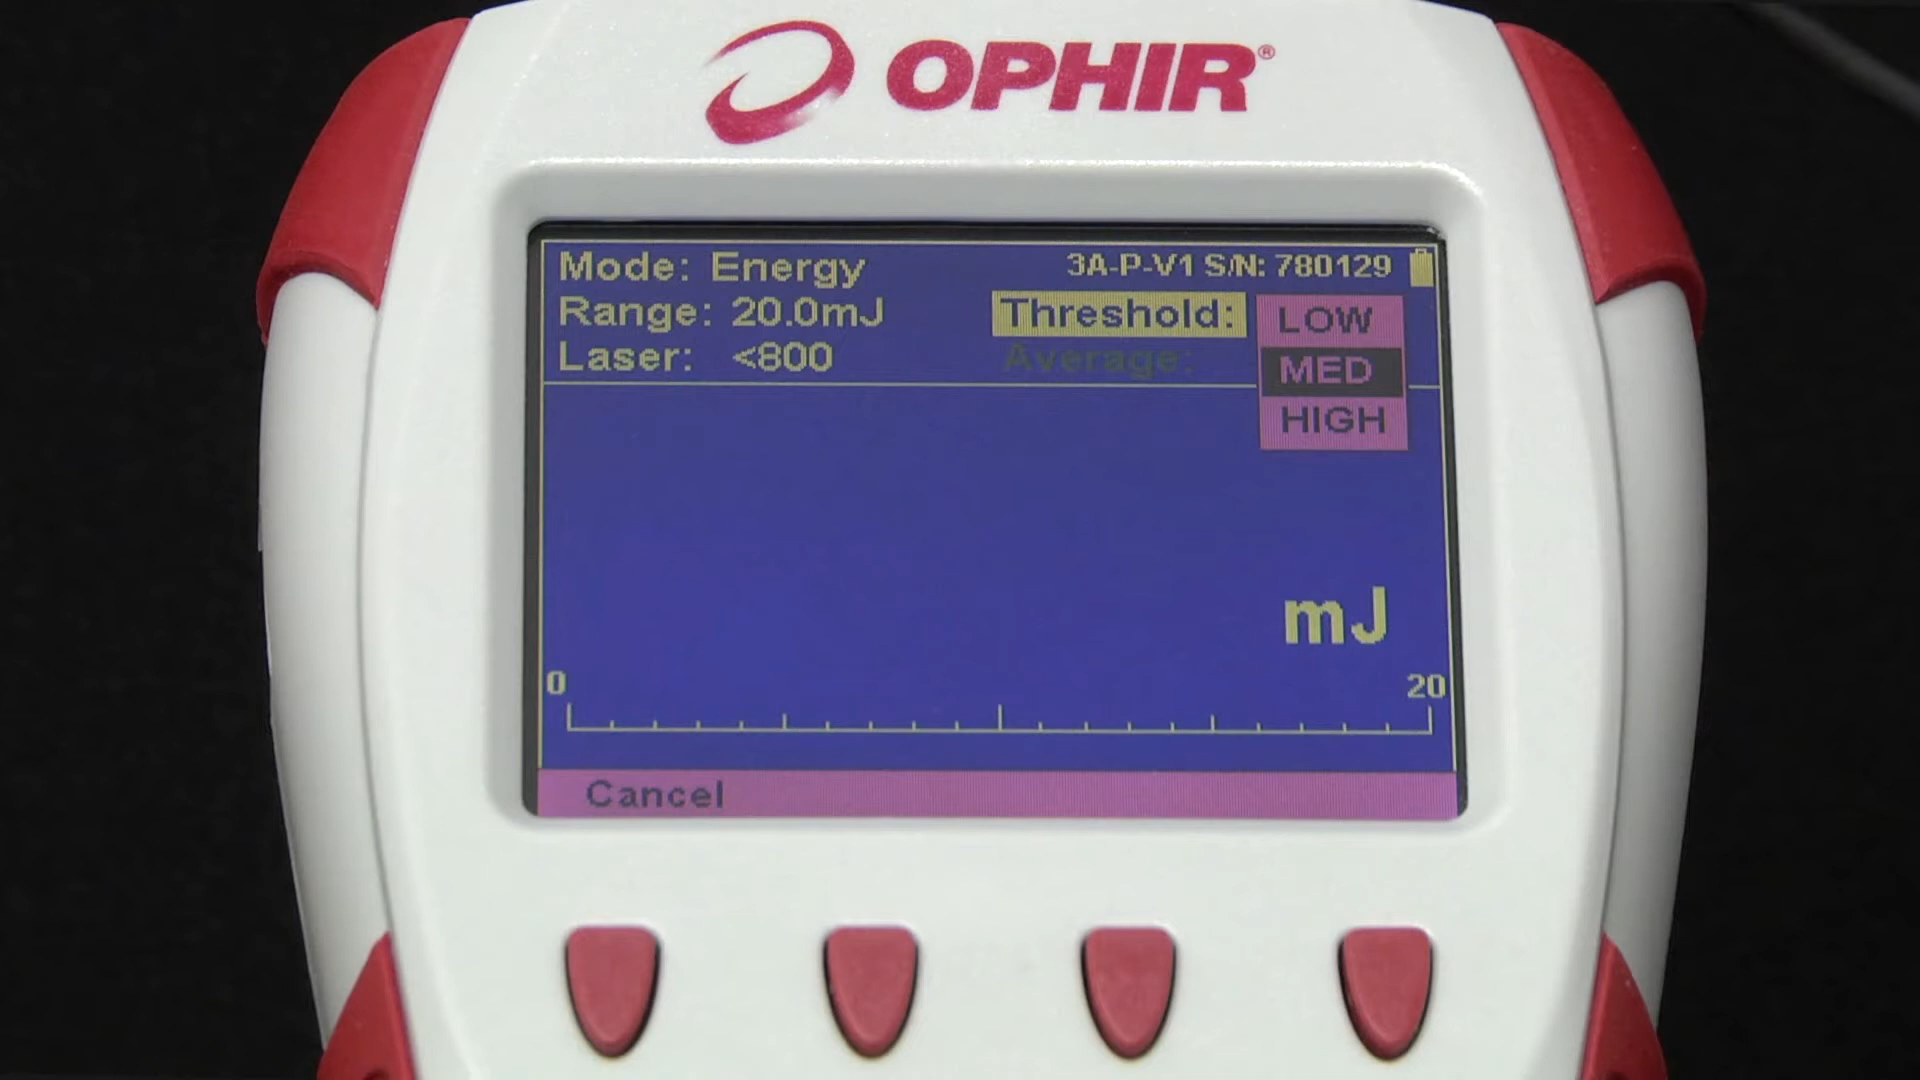 OPHIR®
Mode: Energy
3A-P-V1 S/N: 780129
Range: 20.0mJ
Threshold:
LOW
Laser: <800
Average:
MED
HIGH
mJ
0
20
Cancel